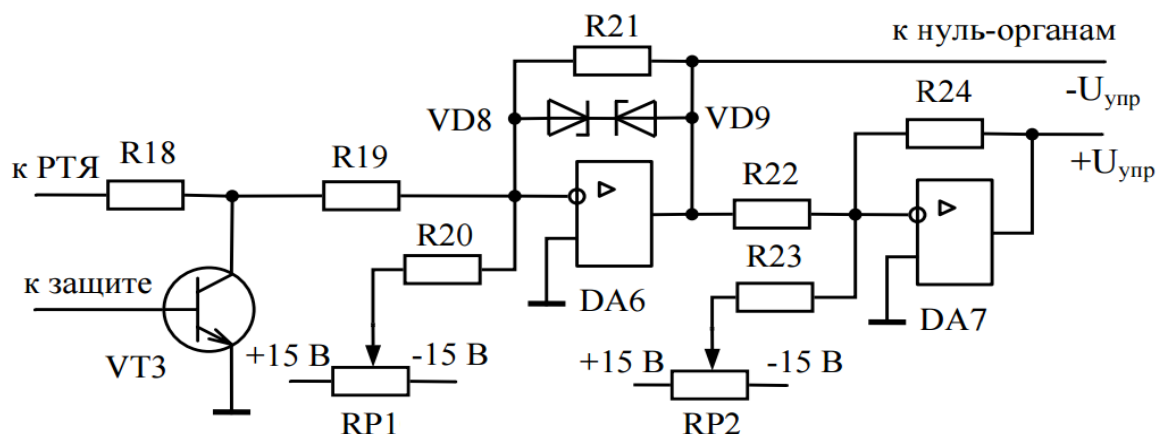 R21
к нуль-органам
R24
-Uупр
VD8
VD9
к РТЯ
R18
R19
R22
+Uупр
R20
R23
к защите
DA6
DA7
VT3
+15 В
-15 В
+15 В
-15 В
RP1
RP2